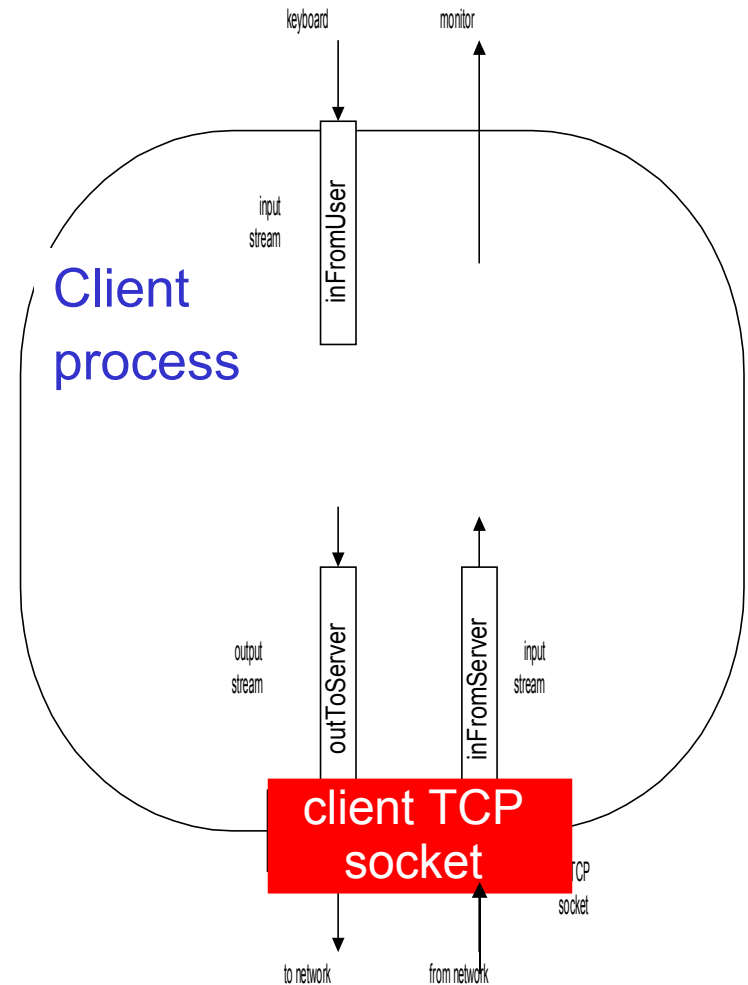 keyboard
monitor
input
stream
inFromUser
Client
process
output
stream
outToServer
inFromServer
input
stream
client TCP
socket
TCP
socket
to network
from network